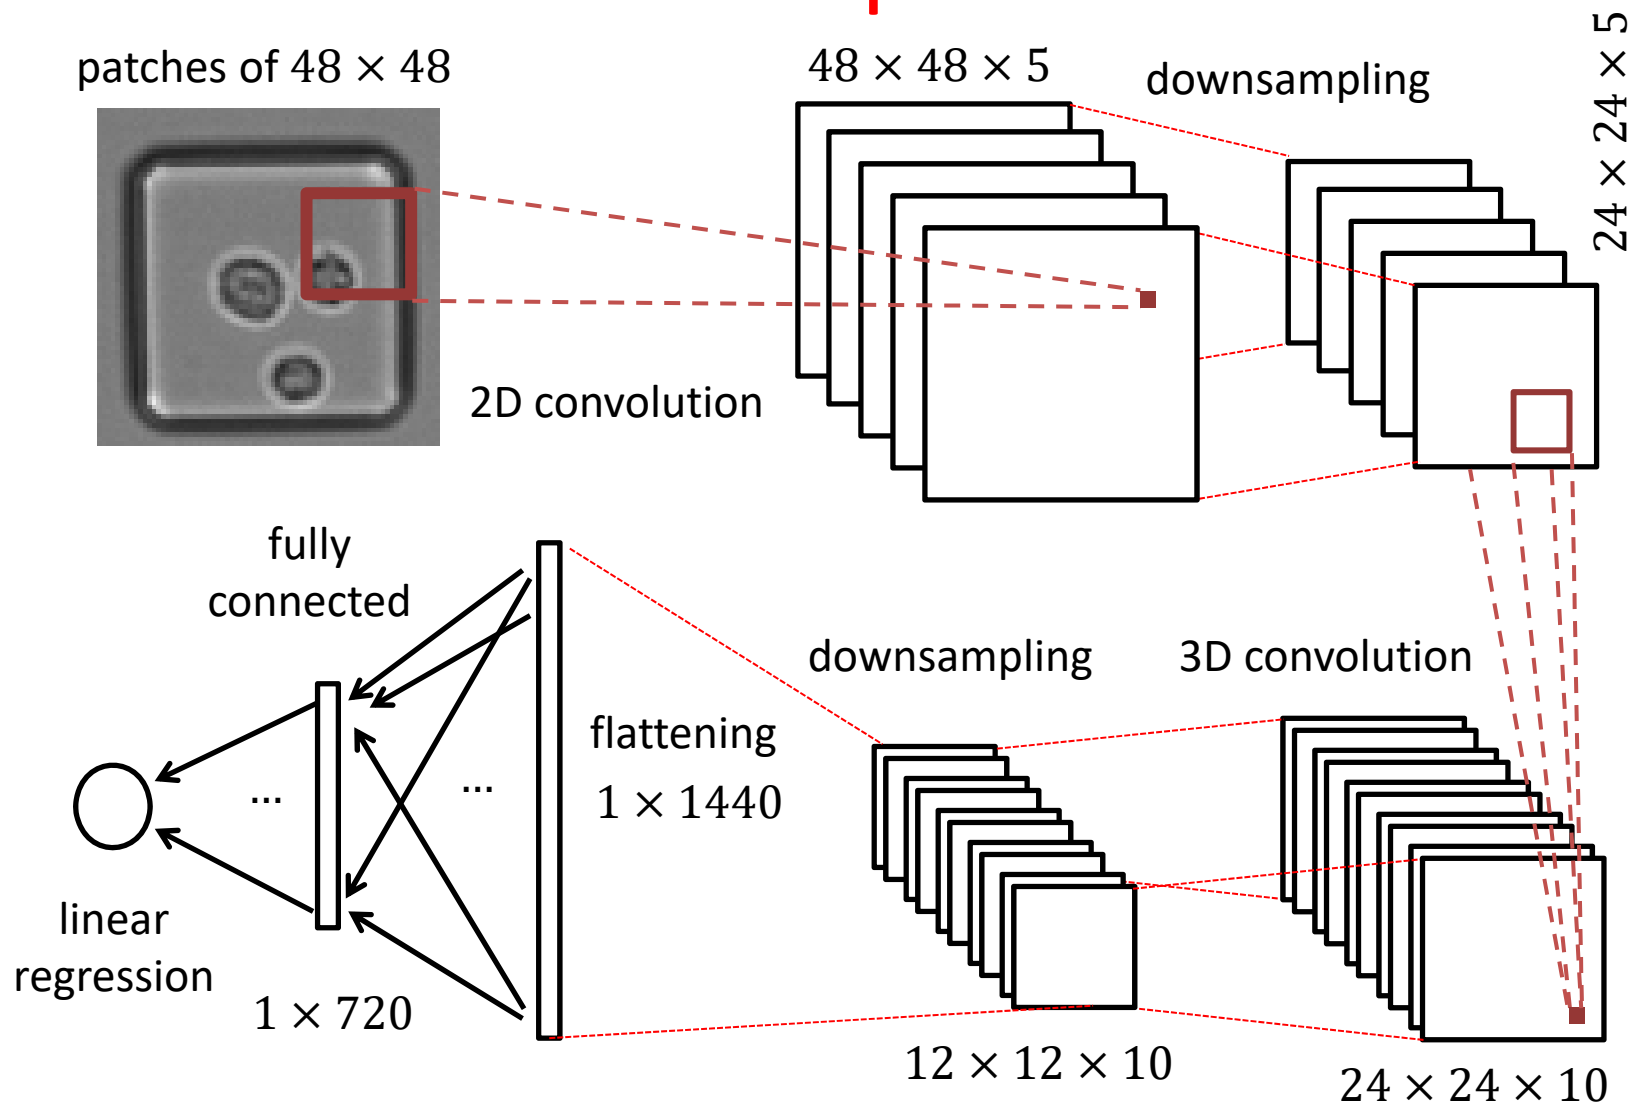 patches of 48 × 48
48 × 48 × 5
downsampling
24 × 24 × 5
2D convolution
fully
connected
downsampling
3D convolution
flattening
1 × 1440
...
...
linear
regression
1 × 720
12 × 12 × 10
24 × 24 × 10